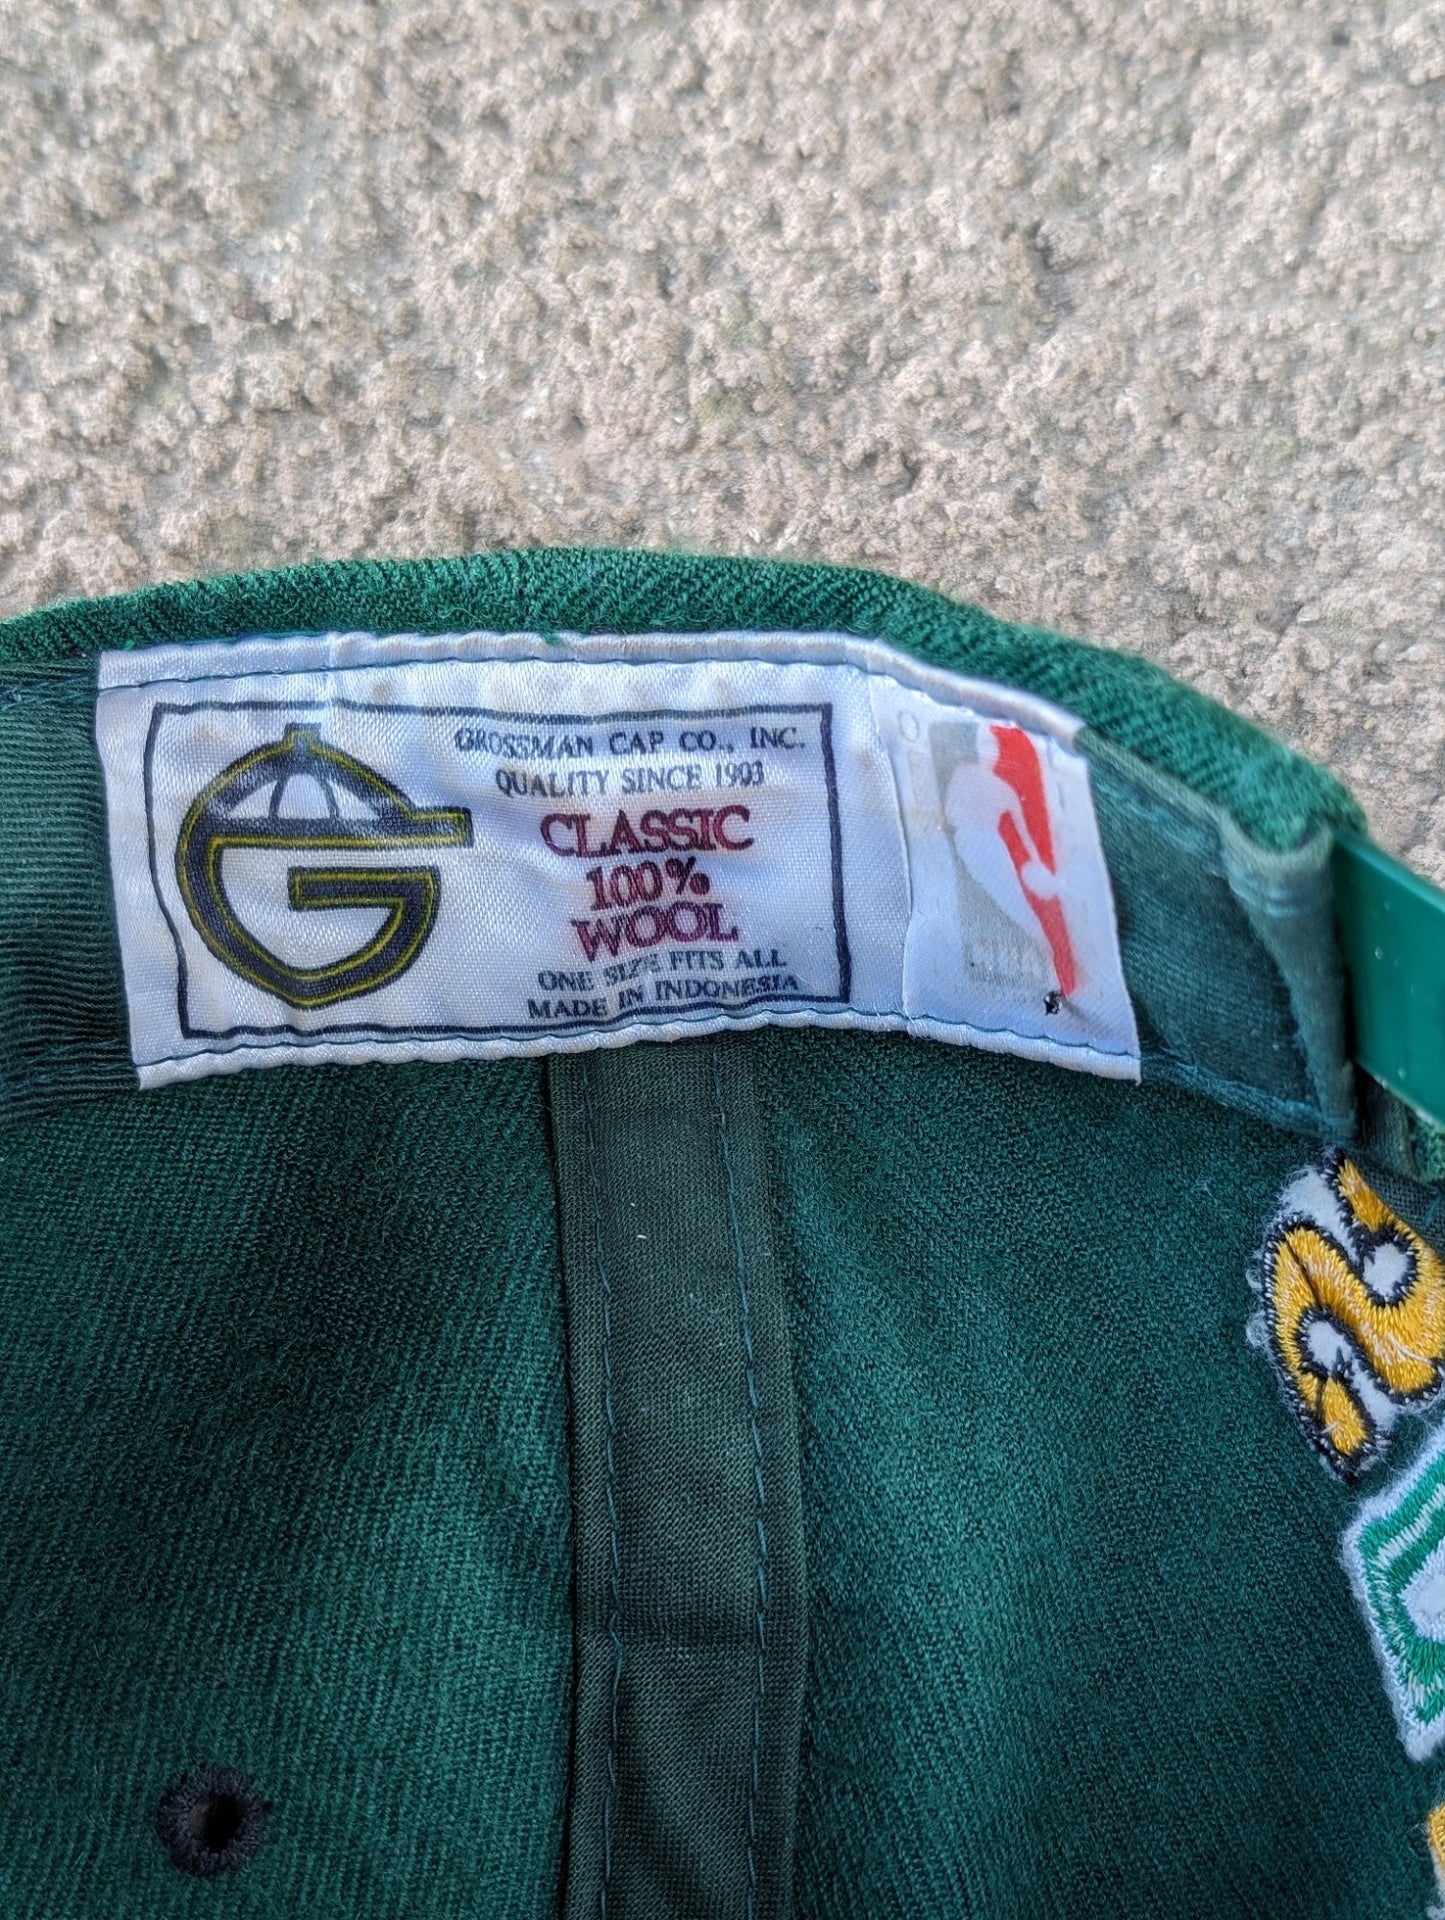 GROSSMAN CAP CO., INC.
QUALITY SINCE 1903
CLASSIC
100%
WOOL
ONE SIZE FITS ALL
MADE IN INDONESIA